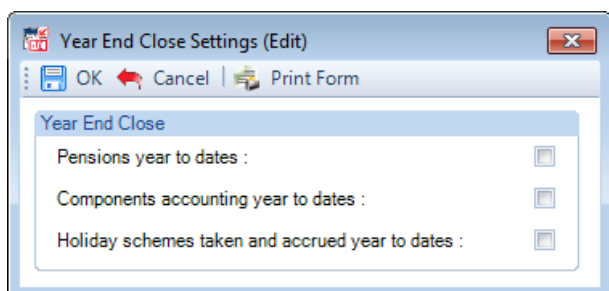 Year End Close Settings (Edit)
OK Cancel Print Form
Year End Close
Pensions year to dates :
Components accounting year to dates :
Holiday schemes taken and accrued year to dates :